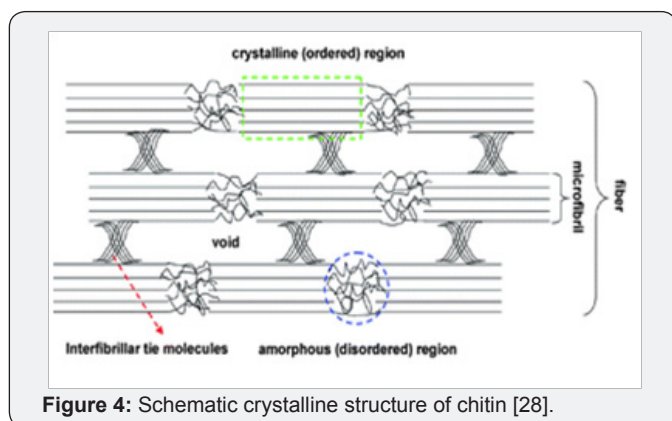 crystalline (ordered) region
microfibril
fiber
void
Interfibrillar tie molecules
amorphous (disordered) region
Figure 4: Schematic crystalline structure of chitin [28].